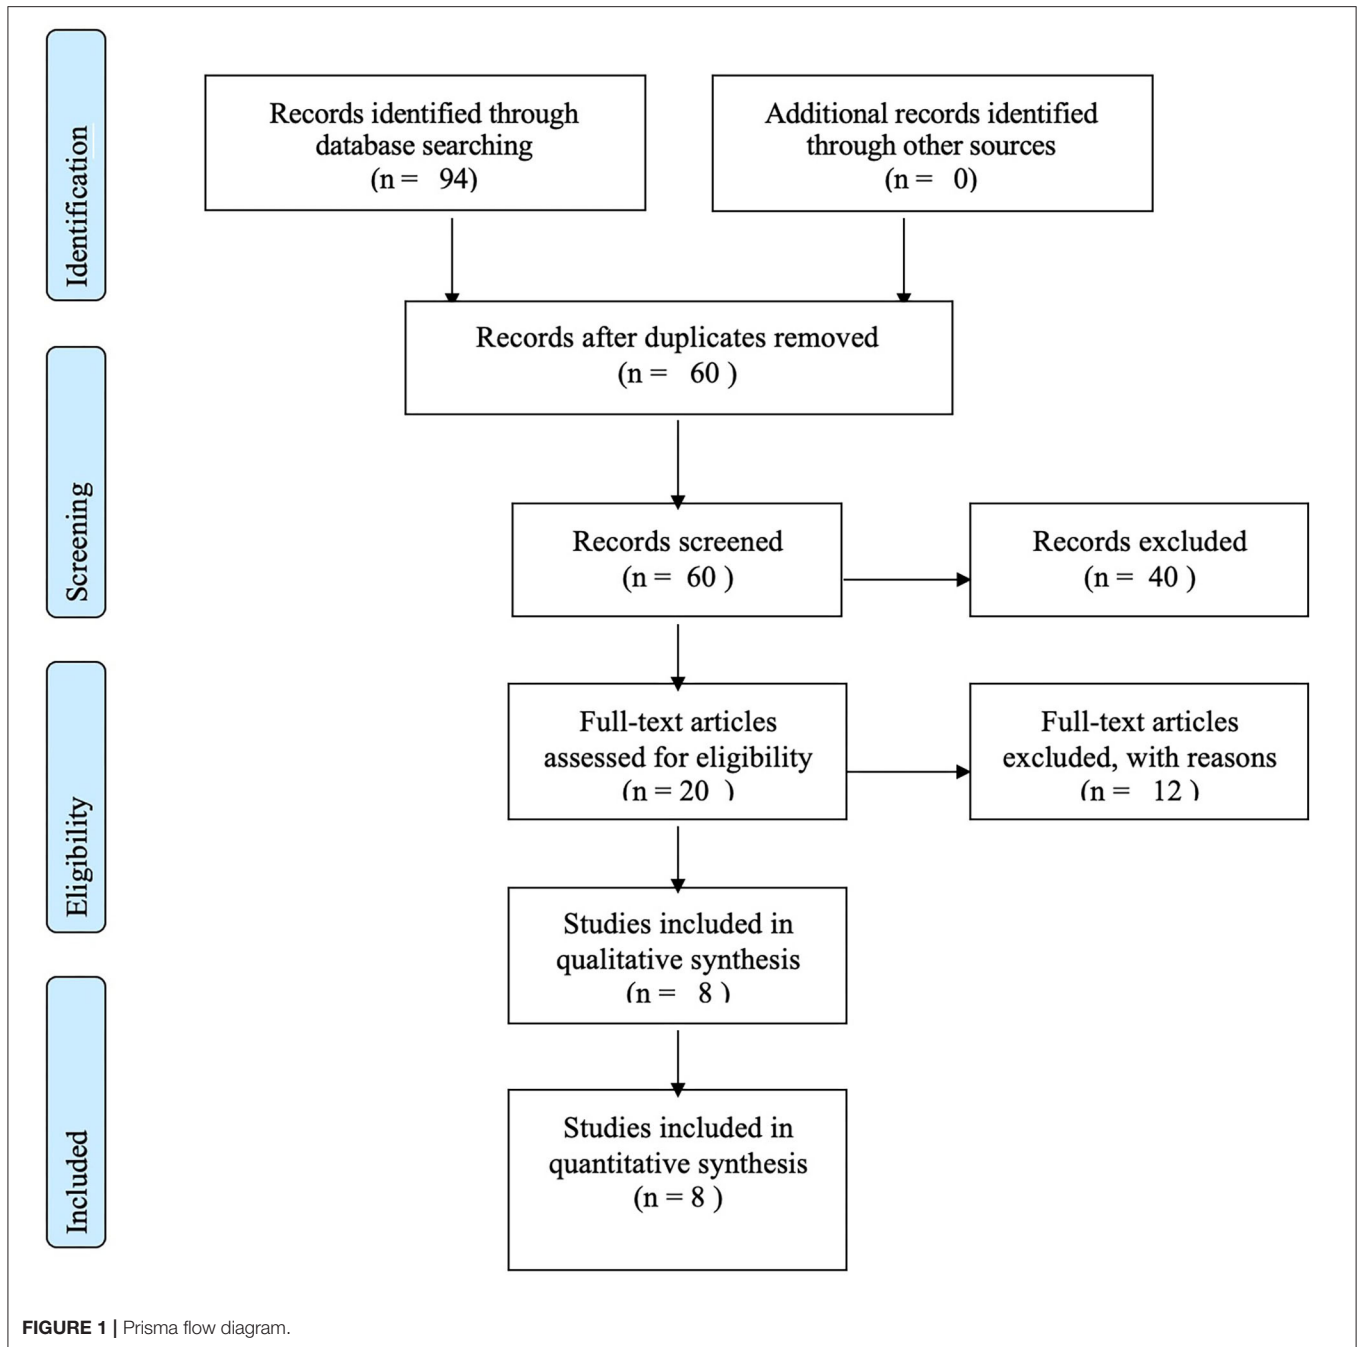 Identification
Records identified through
database searching
(n = 94)
Additional records identified
through other sources
(n = 0)
Records after duplicates removed
(n = 60 )
Screening
Records screened
(n = 60 )
Records excluded
(n = 40 )
Eligibility
Full-text articles
assessed for eligibility
(n = 20 )
Full-text articles
excluded, with reasons
(n = 12 )
Studies included in
qualitative synthesis
(n = 8 )
Included
Studies included in
quantitative synthesis
(n = 8 )
FIGURE 1 | Prisma flow diagram.